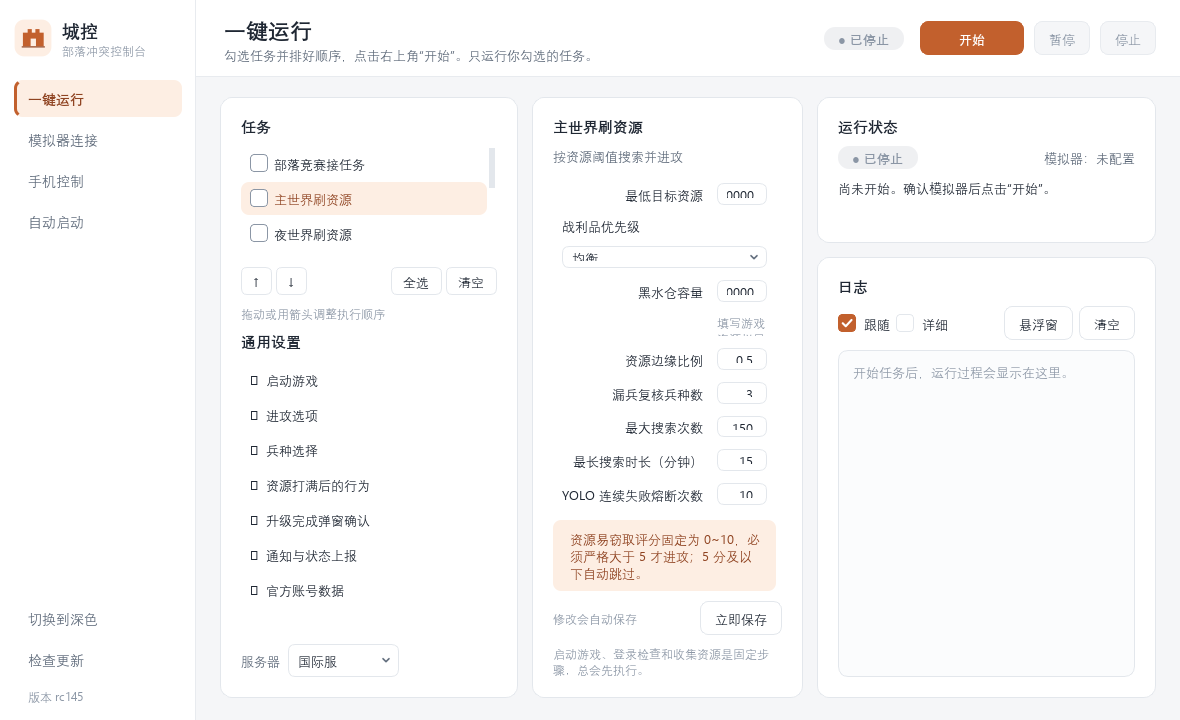 城控
部落冲突控制台
一键运行
模拟器连接
手机控制
自动启动
切换到深色
检查更新
版本 rc145
一键运行
勾选任务并排好顺序，点击右上角“开始”。只运行你勾选的任务。
● 已停止
开始
暂停
停止
任务
部落竞赛接任务
主世界刷资源
夜世界刷资源
↑
↓
全选
清空
拖动或用箭头调整执行顺序
通用设置
启动游戏
进攻选项
兵种选择
资源打满后的行为
升级完成弹窗确认
通知与状态上报
官方账号数据
服务器
国际服
主世界刷资源
按资源阈值搜索并进攻
最低目标资源
0000
战利品优先级
均衡
黑水仓容量
0000
填写游戏
资源边缘比例
0.5
漏兵复核兵种数
3
最大搜索次数
150
最长搜索时长（分钟）
15
YOLO 连续失败熔断次数
10
资源易窃取评分固定为 0~10，必
须严格大于 5 才进攻；5 分及以
下自动跳过。
修改会自动保存
立即保存
启动游戏、登录检查和收集资源是固定步
骤，总会先执行。
运行状态
● 已停止
模拟器：未配置
尚未开始。确认模拟器后点击“开始”。
日志
跟随
详细
悬浮窗
清空
开始任务后，运行过程会显示在这里。